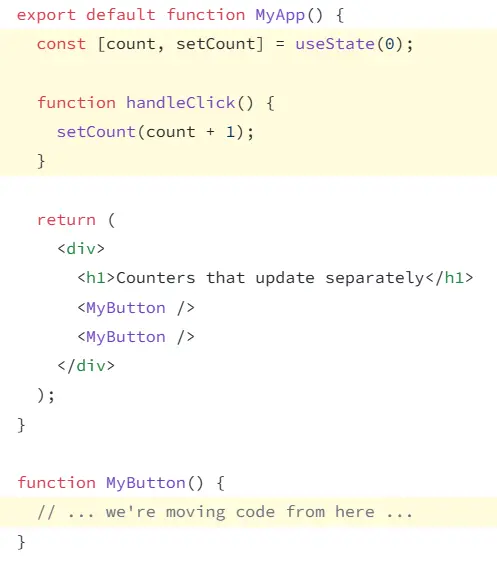 export default function MyApp() {
  const [count, setCount] = useState(0);

  function handleClick() {
    setCount(count + 1);
  }

  return (
    <div>
      <h1>Counters that update separately</h1>
      <MyButton />
      <MyButton />
    </div>
  );
}

function MyButton() {
  // ... we're moving code from here ...
}